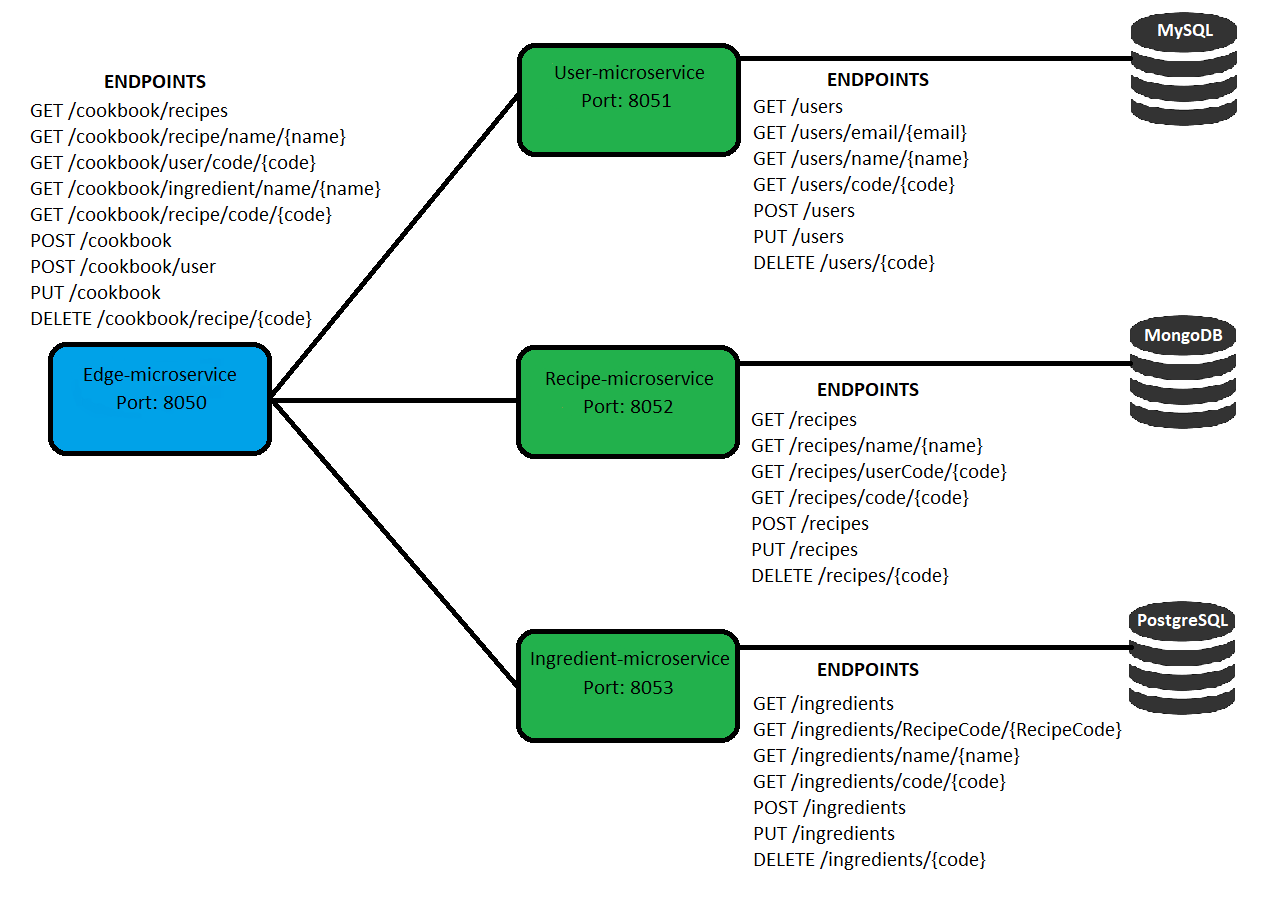 ENDPOINTS
GET /cookbook/recipes
GET /cookbook/recipe/name/{name}
GET /cookbook/user/code/{code}
GET /cookbook/ingredient/name/{name}
GET /cookbook/recipe/code/{code}
POST /cookbook
POST /cookbook/user
PUT /cookbook
DELETE /cookbook/recipe/{code}
Edge-microservice
Port: 8050
User-microservice
Port: 8051
MySQL
ENDPOINTS
GET /users
GET /users/email/{email}
GET /users/name/{name}
GET /users/code/{code}
POST /users
PUT /users
DELETE /users/{code}
Recipe-microservice
Port: 8052
MongoDB
ENDPOINTS
GET /recipes
GET /recipes/name/{name}
GET /recipes/userCode/{code}
GET /recipes/code/{code}
POST /recipes
PUT /recipes
DELETE /recipes/{code}
Ingredient-microservice
Port: 8053
PostgreSQL
ENDPOINTS
GET /ingredients
GET /ingredients/RecipeCode/{RecipeCode}
GET /ingredients/name/{name}
GET /ingredients/code/{code}
POST /ingredients
PUT /ingredients
DELETE /ingredients/{code}